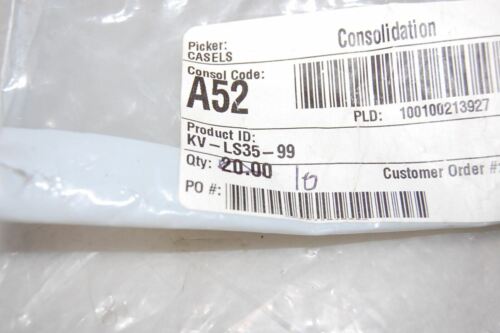 Consolidation
Picker:
CASELS
Consol Code:
A52
PLD: 100100213927
Product ID:
KV-LS35-99
Qty: 20.00 10
Customer Order #:
PO #: